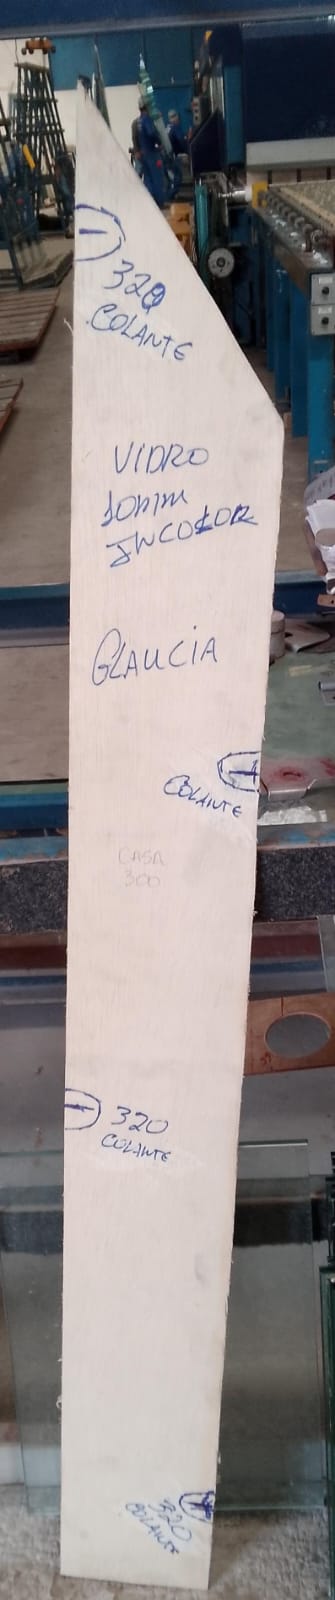 320
COLANTE
VIDRO
10mm
INCOLOR
GLAUCIA
COLANTE
CASA
300
320
COLANTE
320
COLANTE